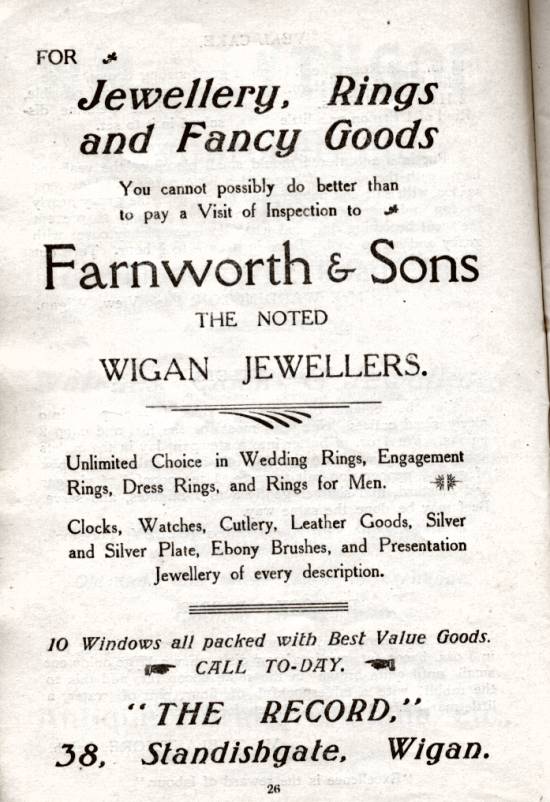 FOR
Jewellery, Rings
and Fancy Goods
You cannot possibly do better than
to pay a Visit of Inspection to
Farnworth & Sons
THE NOTED
WIGAN JEWELLERS.
Unlimited Choice in Wedding Rings, Engagement
Rings, Dress Rings, and Rings for Men.
Clocks, Watches, Cutlery, Leather Goods, Silver
and Silver Plate, Ebony Brushes, and Presentation
Jewellery of every description.
10 Windows all packed with Best Value Goods.
CALL TO-DAY.
"THE RECORD,"
38, Standishgate, Wigan.
26